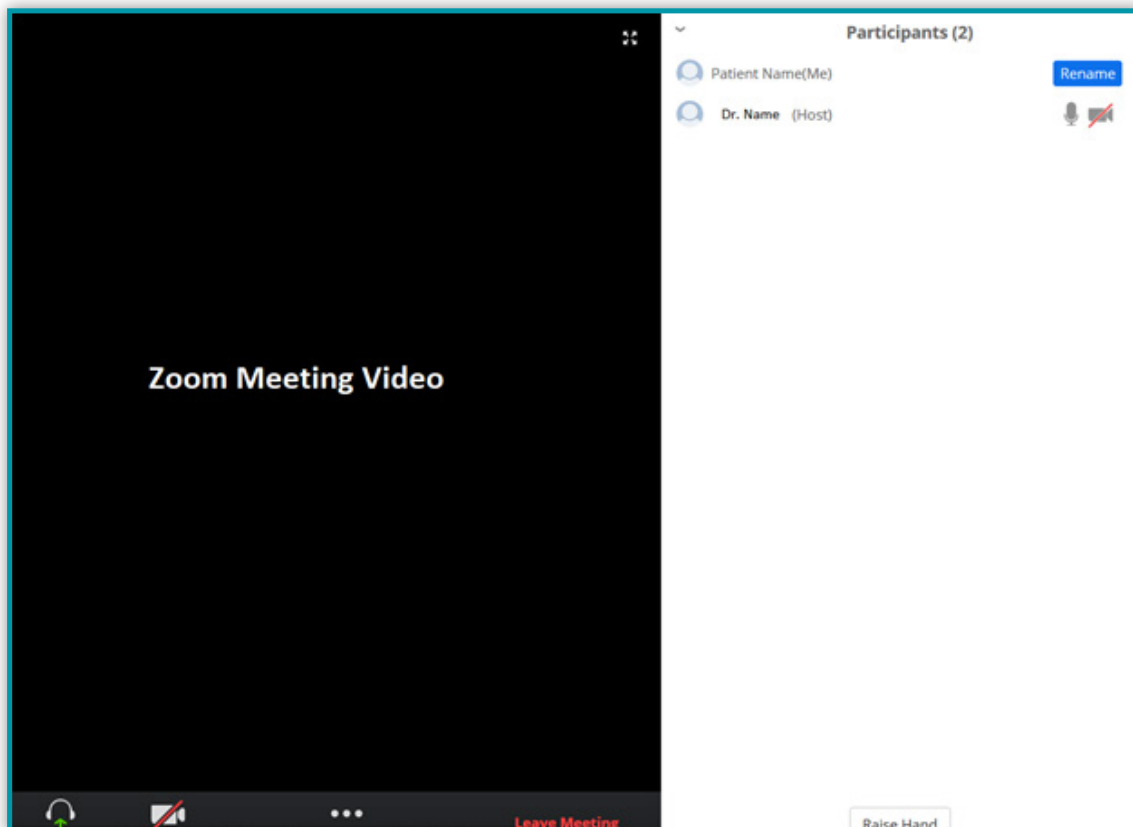 Participants (2)
Patient Name(Me)
Rename
Dr. Name (Host)
Zoom Meeting Video
Leave Meeting
Raise Hand